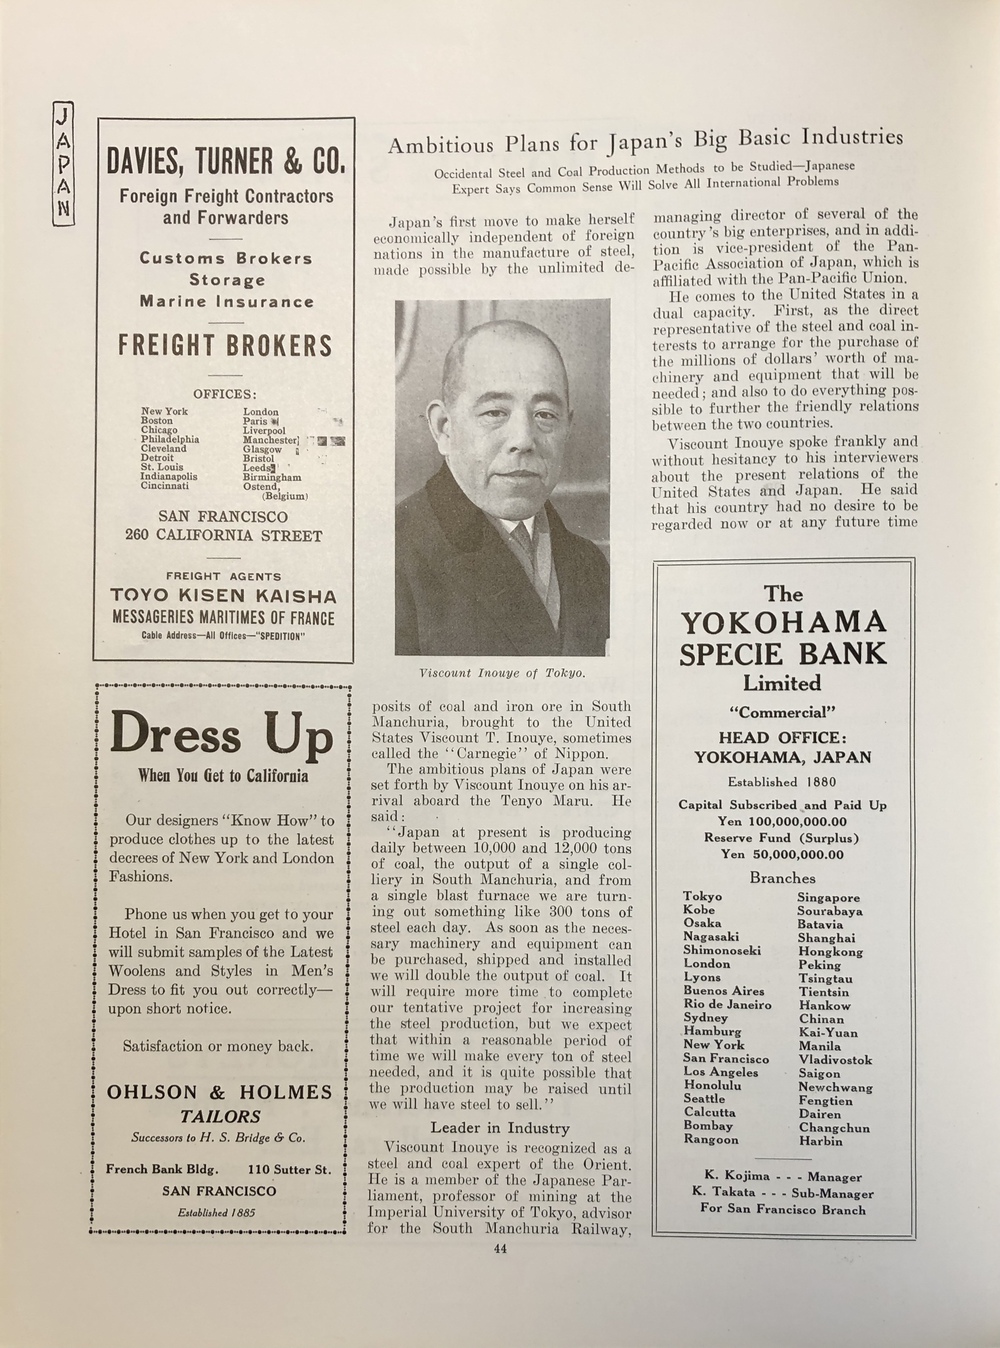 JAPAN
DAVIES, TURNER & CO.
Foreign Freight Contractors
and Forwarders
Customs Brokers
Storage
Marine Insurance
FREIGHT BROKERS
OFFICES:
New York
Boston
Chicago
Philadelphia
Cleveland
Detroit
St. Louis
Indianapolis
Cincinnati
London
Paris
Liverpool
Manchester
Glasgow
Bristol
Leeds
Birmingham
Ostend,
(Belgium)
SAN FRANCISCO
260 CALIFORNIA STREET
FREIGHT AGENTS
TOYO KISEN KAISHA
MESSAGERIES MARITIMES OF FRANCE
Cable Address—All Offices—"SPEDITION"
Dress Up
When You Get to California
Our designers "Know How" to
produce clothes up to the latest
decrees of New York and London
Fashions.
Phone us when you get to your
Hotel in San Francisco and we
will submit samples of the Latest
Woolens and Styles in Men's
Dress to fit you out correctly—
upon short notice.
Satisfaction or money back.
OHLSON & HOLMES
TAILORS
Successors to H. S. Bridge & Co.
French Bank Bldg. 110 Sutter St.
SAN FRANCISCO
Established 1885
Ambitious Plans for Japan's Big Basic Industries
Occidental Steel and Coal Production Methods to be Studied—Japanese
Expert Says Common Sense Will Solve All International Problems
Japan's first move to make herself
economically independent of foreign
nations in the manufacture of steel,
made possible by the unlimited de-
Viscount Inouye of Tokyo.
posits of coal and iron ore in South
Manchuria, brought to the United
States Viscount T. Inouye, sometimes
called the "Carnegie" of Nippon.
The ambitious plans of Japan were
set forth by Viscount Inouye on his ar-
rival aboard the Tenyo Maru. He
said:
"Japan at present is producing
daily between 10,000 and 12,000 tons
of coal, the output of a single col-
liery in South Manchuria, and from
a single blast furnace we are turn-
ing out something like 300 tons of
steel each day. As soon as the neces-
sary machinery and equipment can
be purchased, shipped and installed
we will double the output of coal. It
will require more time to complete
our tentative project for increasing
the steel production, but we expect
that within a reasonable period of
time we will make every ton of steel
needed, and it is quite possible that
the production may be raised until
we will have steel to sell."
Leader in Industry
Viscount Inouye is recognized as a
steel and coal expert of the Orient.
He is a member of the Japanese Par-
liament, professor of mining at the
Imperial University of Tokyo, advisor
for the South Manchuria Railway,
managing director of several of the
country's big enterprises, and in addi-
tion is vice-president of the Pan-
Pacific Association of Japan, which is
affiliated with the Pan-Pacific Union.
He comes to the United States in a
dual capacity. First, as the direct
representative of the steel and coal in-
terests to arrange for the purchase of
the millions of dollars' worth of ma-
chinery and equipment that will be
needed; and also to do everything pos-
sible to further the friendly relations
between the two countries.
Viscount Inouye spoke frankly and
without hesitancy to his interviewers
about the present relations of the
United States and Japan. He said
that his country had no desire to be
regarded now or at any future time
The
YOKOHAMA
SPECIE BANK
Limited
"Commercial"
HEAD OFFICE:
YOKOHAMA, JAPAN
Established 1880
Capital Subscribed and Paid Up
Yen 100,000,000.00
Reserve Fund (Surplus)
Yen 50,000,000.00
Branches
Tokyo
Kobe
Osaka
Nagasaki
Shimonoseki
London
Lyons
Buenos Aires
Rio de Janeiro
Sydney
Hamburg
New York
San Francisco
Los Angeles
Honolulu
Seattle
Calcutta
Bombay
Rangoon
Singapore
Sourabaya
Batavia
Shanghai
Hongkong
Peking
Tsingtau
Tientsin
Hankow
Chinan
Kai-Yuan
Manila
Vladivostok
Saigon
Newchwang
Fengtien
Dairen
Changchun
Harbin
K. Kojima - - - Manager
K. Takata - - - Sub-Manager
For San Francisco Branch
44